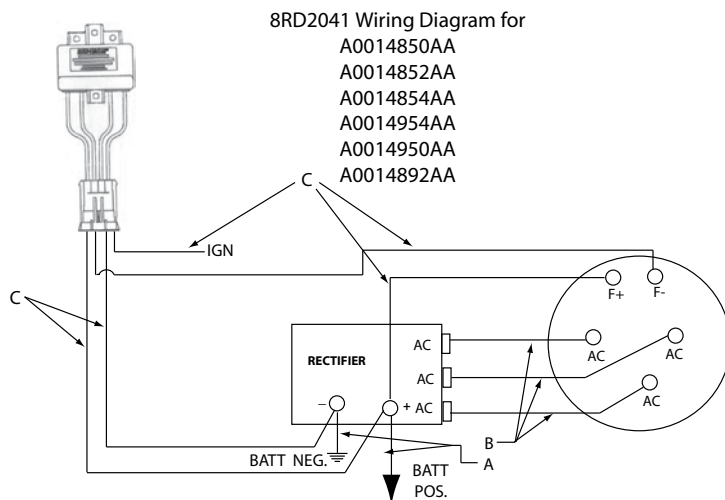 8RD2041 Wiring Diagram for
A0014850AA
A0014852AA
A0014854AA
A0014954AA
A0014950AA
A0014892AA
C
IGN
C
F+ F-
RECTIFIER
AC
AC
AC
AC
AC
AC
−
+
BATT NEG.
BATT
POS.
B
A